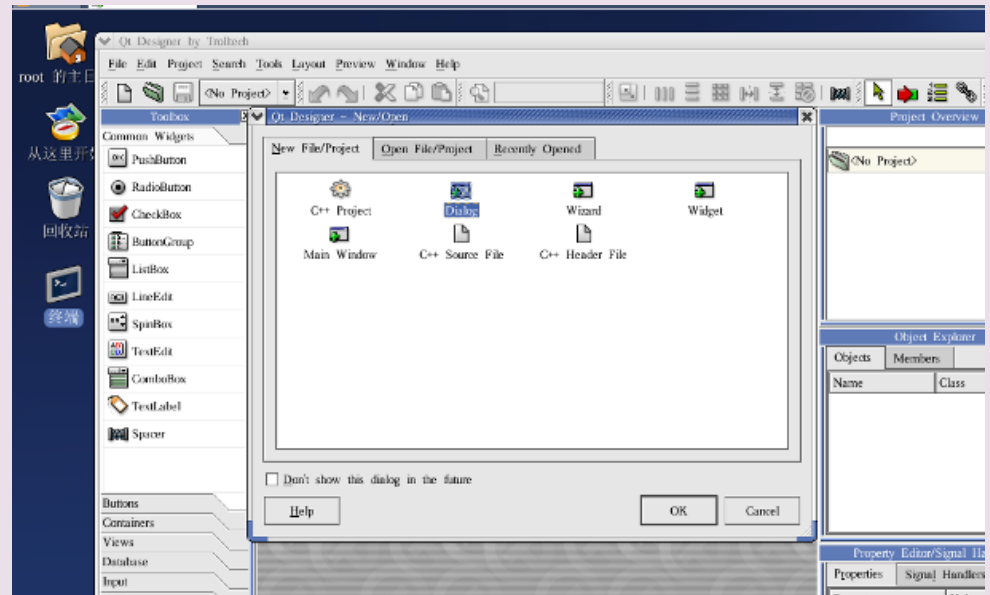 Qt Designer by Trolltech
File Edit Project Search Tools Layout Preview Window Help
root 的主目
<No Project>
Toolbox
Qt Designer - New/Open
Project Overview
Common Widgets
New File/Project Open File/Project Recently Opened
从这里开始
PushButton
<No Project>
RadioButton
C++ Project Dialog Wizard Widget
CheckBox
回收站
ButtonGroup
Main Window C++ Source File C++ Header File
ListBox
LineEdit
终端
SpinBox
Object Explorer
TextEdit
Objects Members
ComboBox
Name Class
TextLabel
Spacer
Don't show this dialog in the future
Buttons
Help OK Cancel
Containers
Views
Property Editor/Signal Ha
Database
Properties Signal Handlers
Input